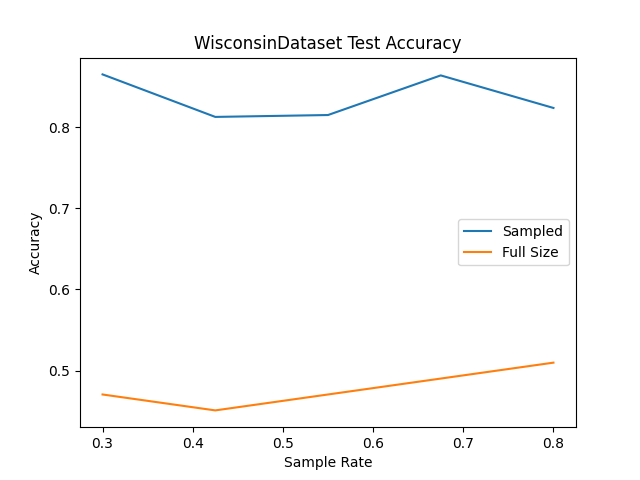 WisconsinDataset Test Accuracy
Accuracy
0.8
0.7
0.6
0.5
Sampled
Full Size
0.3 0.4 0.5 0.6 0.7 0.8
Sample Rate